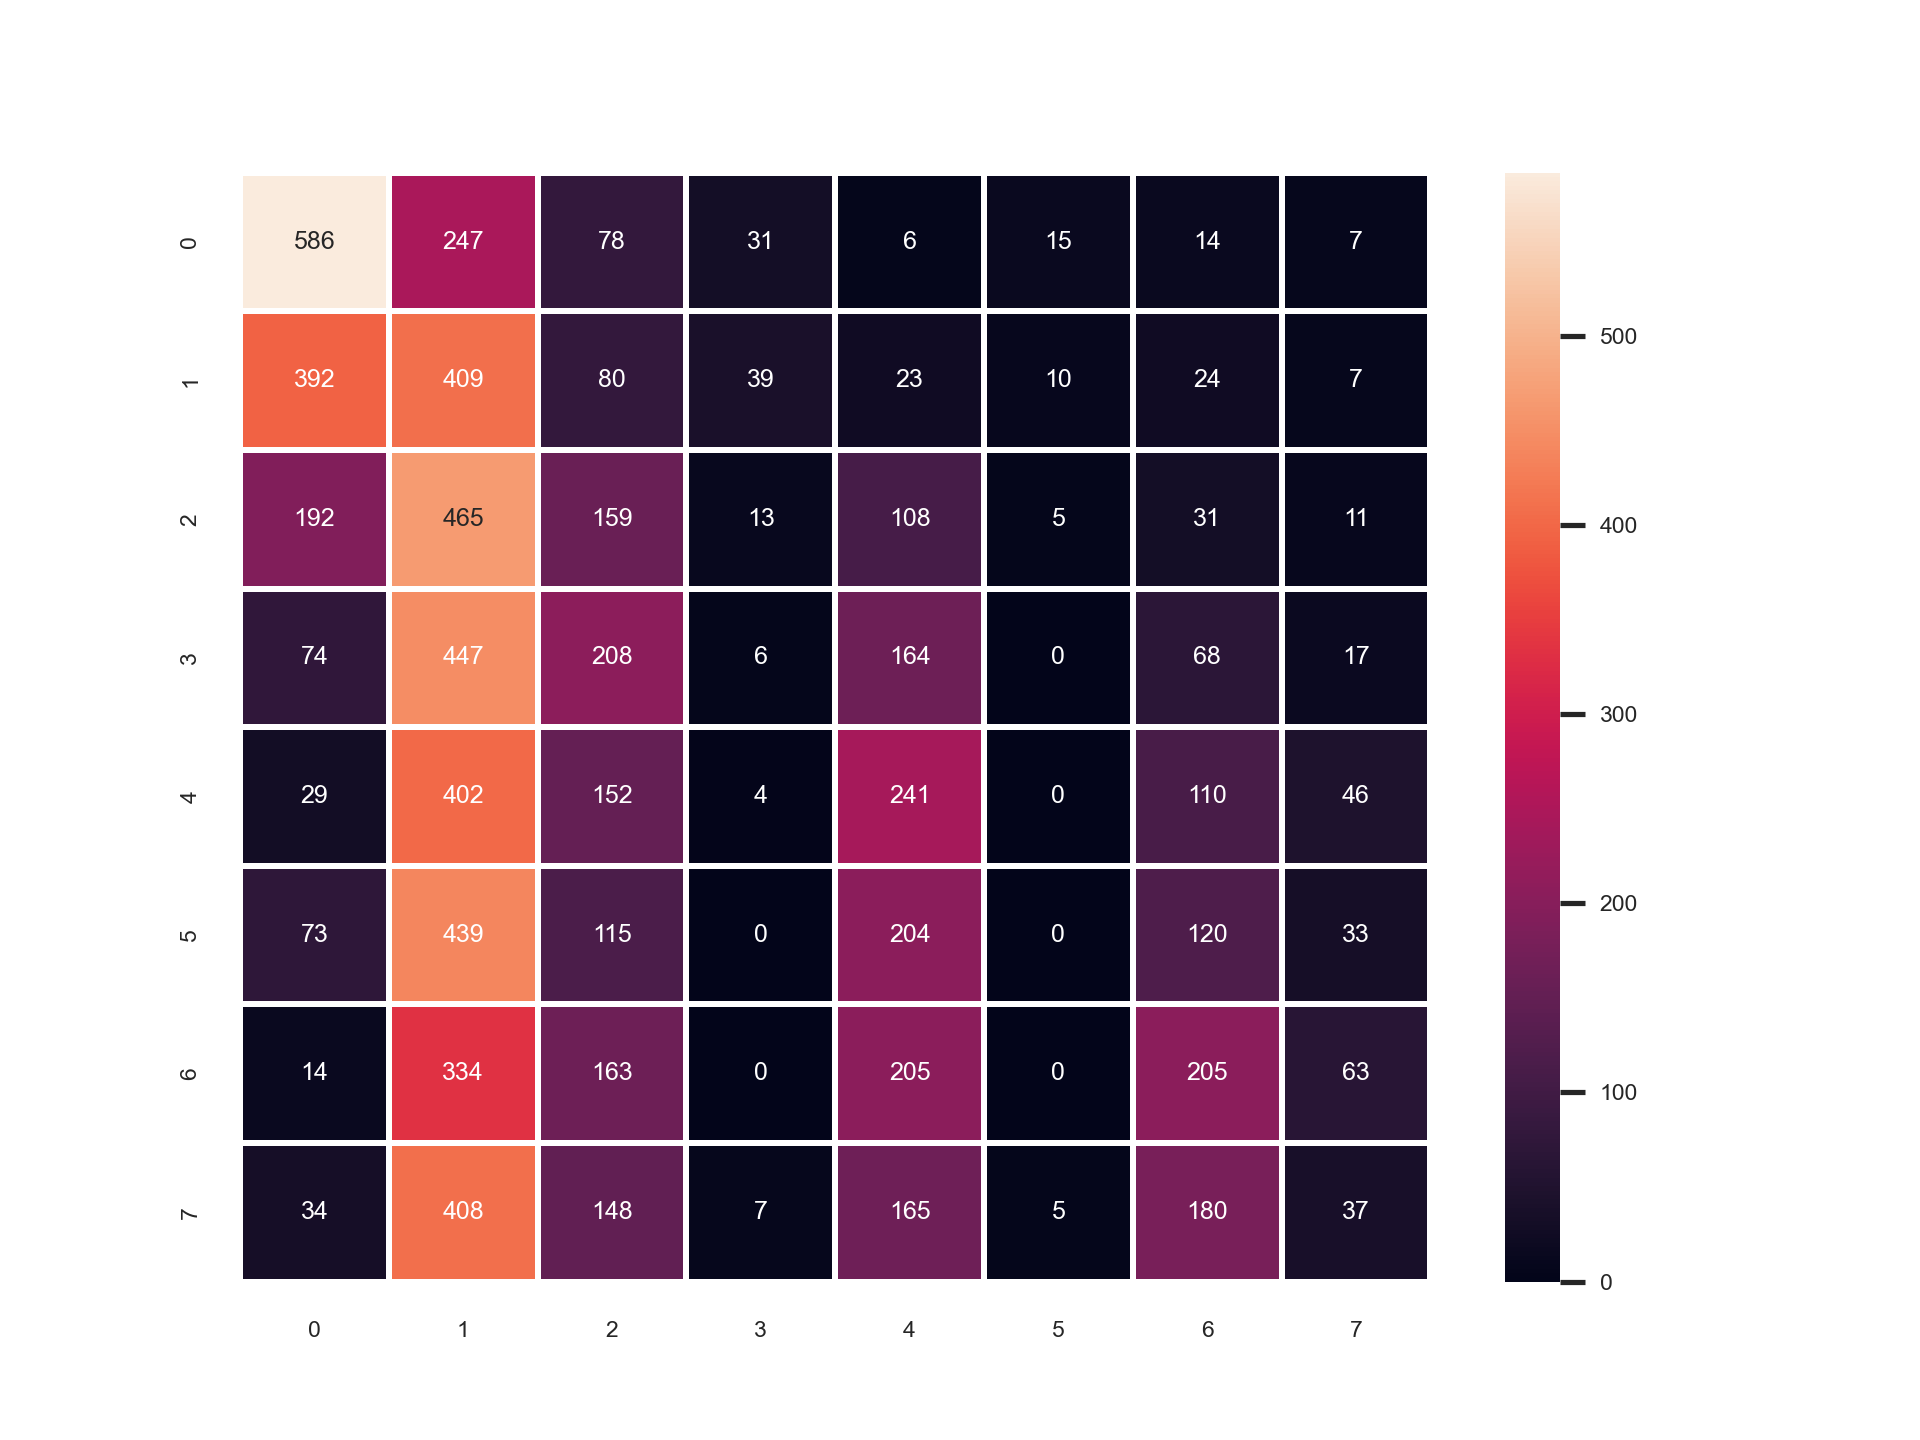 0 586 247 78 31 6 15 14 7
1 392 409 80 39 23 10 24 7
2 192 465 159 13 108 5 31 11
3 74 447 208 6 164 0 68 17
4 29 402 152 4 241 0 110 46
5 73 439 115 0 204 0 120 33
6 14 334 163 0 205 0 205 63
7 34 408 148 7 165 5 180 37
0 1 2 3 4 5 6 7
500
400
300
200
100
0